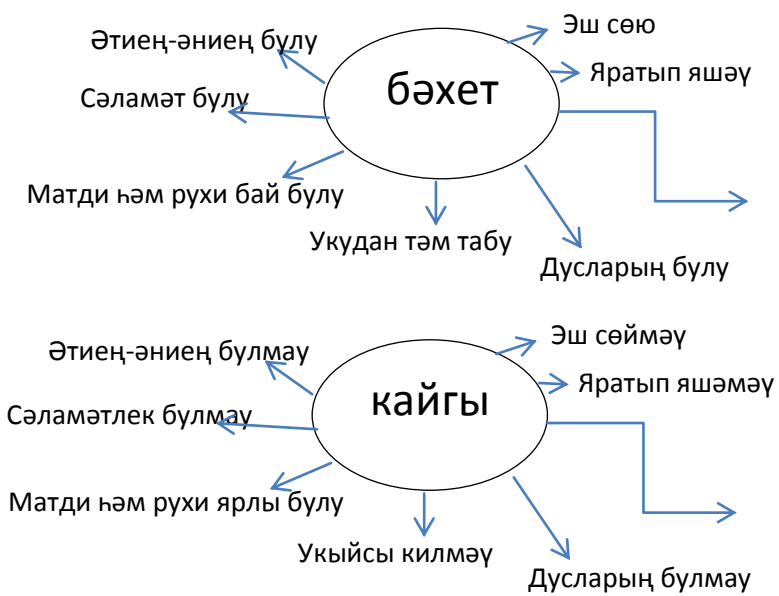 Әтиең-әниең булу
бәхет
Эш сөю
Яратып яшәү
Сәламәт булу
Матди һәм рухи бай булу
Укудан тәм табу
Дусларың булу
Әтиең-әниең булмау
кайгы
Эш сөймәү
Яратып яшәмәү
Сәламәтлек булмау
Матди һәм рухи ярлы булу
Укыйсы килмәү
Дусларың булмау